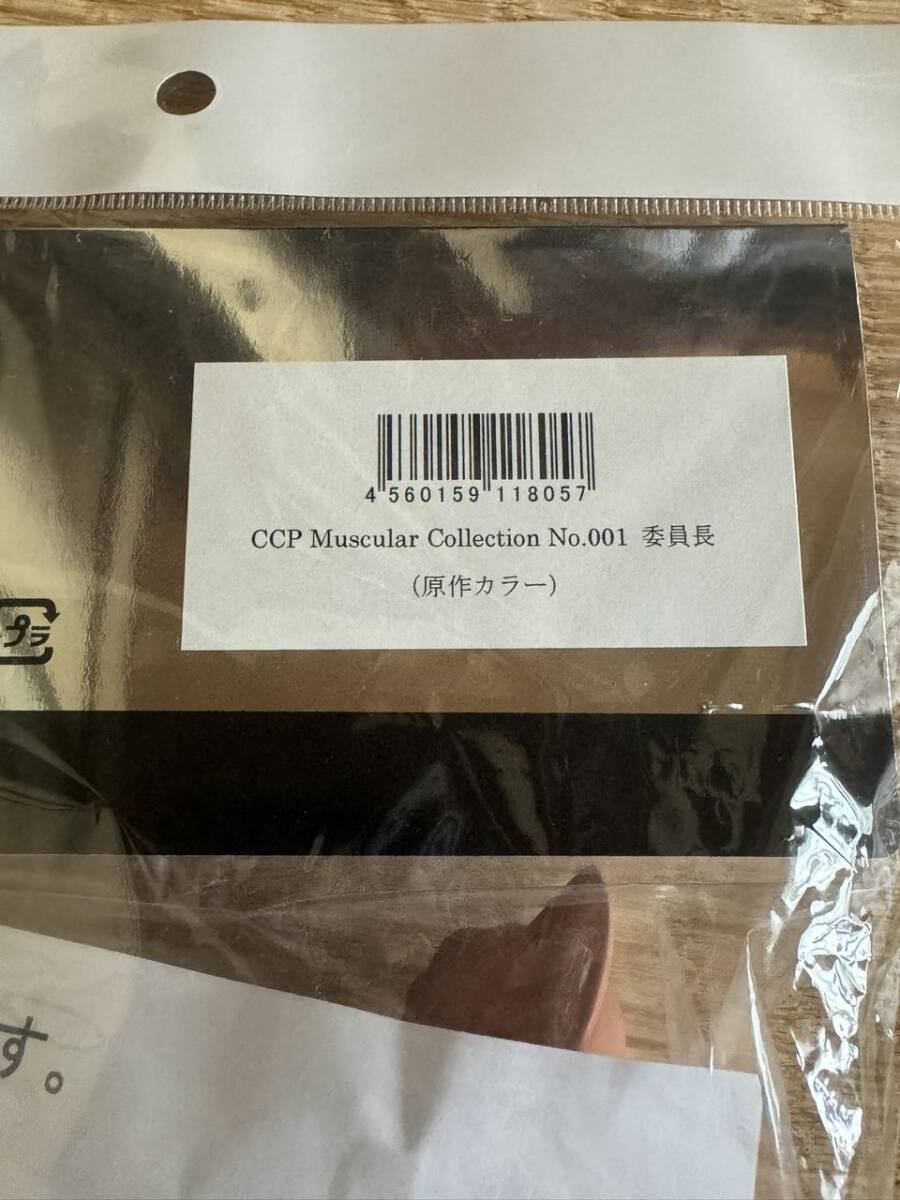 4 560159 118057
CCP Muscular Collection No.001 委員長
（原作カラー）
プラ
す。